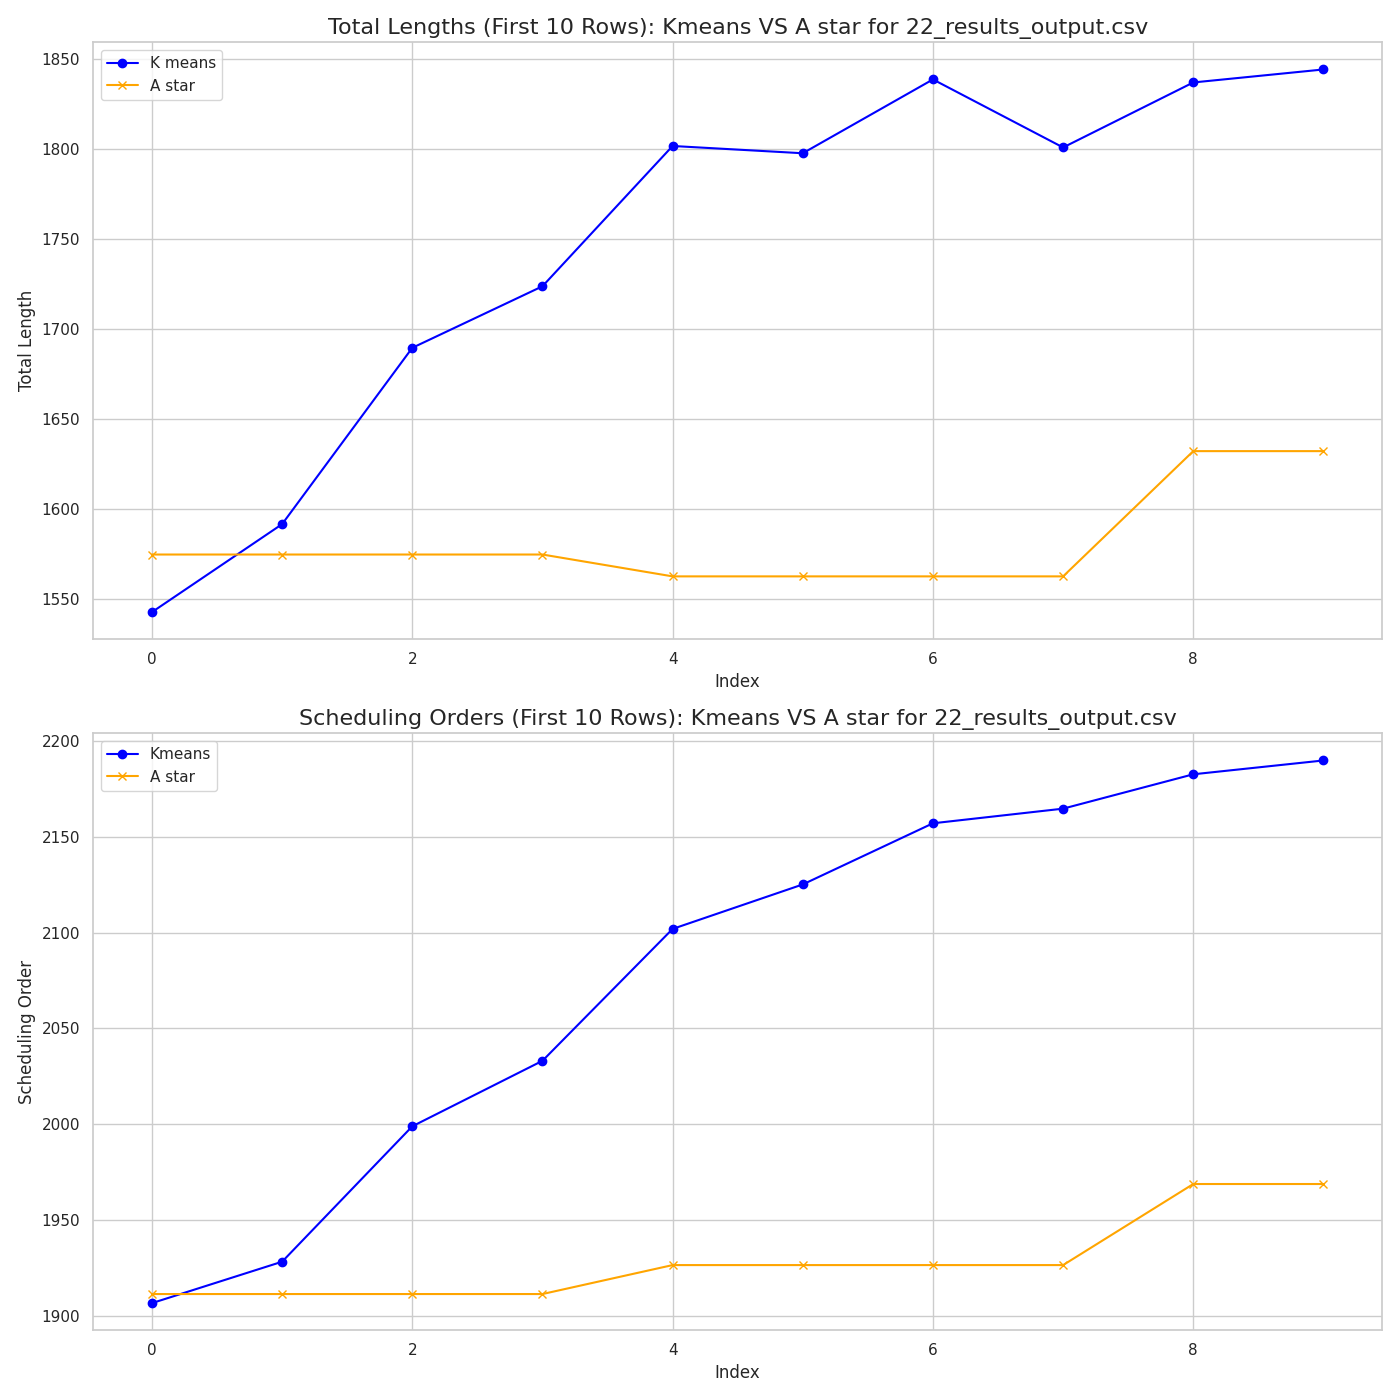 Total Lengths (First 10 Rows): Kmeans VS A star for 22_results_output.csv
K means
A star
1850
1800
1750
1700
1650
1600
1550
Total Length
0 2 4 6 8
Index
Scheduling Orders (First 10 Rows): Kmeans VS A star for 22_results_output.csv
Kmeans
A star
2200
2150
2100
2050
2000
1950
1900
Scheduling Order
0 2 4 6 8
Index